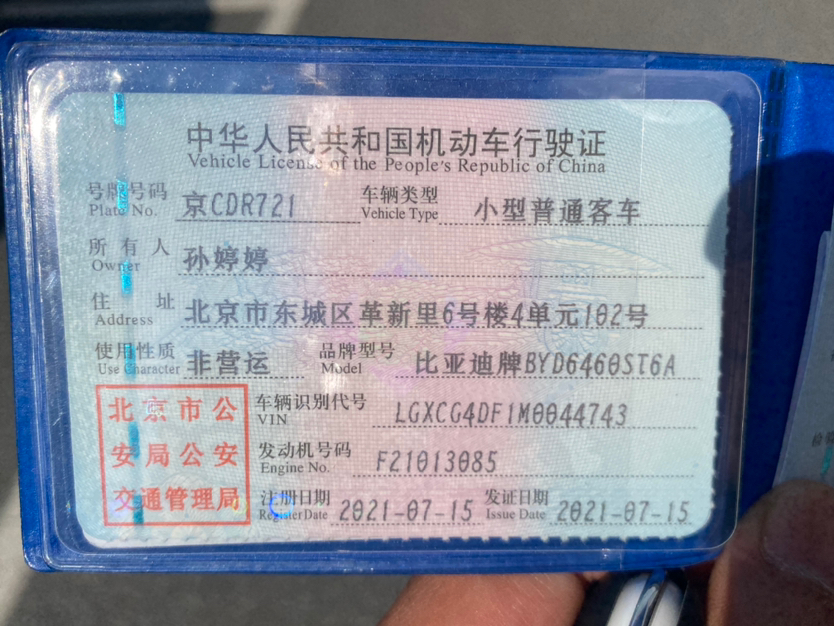 中华人民共和国机动车行驶证
Vehicle License of the People's Republic of China
号牌号码 京CDR721 车辆类型 小型普通客车
Plate No. Vehicle Type
所有人 孙婷婷
Owner
住址 北京市东城区革新里6号楼4单元102号
Address
使用性质 非营运 品牌型号 比亚迪牌BYD6460ST6A
Use Character Model
北京市公安局公安交通管理局
车辆识别代号 LGXCG4DF1M0044743
VIN
发动机号码 F21013085
Engine No.
注册日期 2021-07-15 发证日期 2021-07-15
Register Date Issue Date